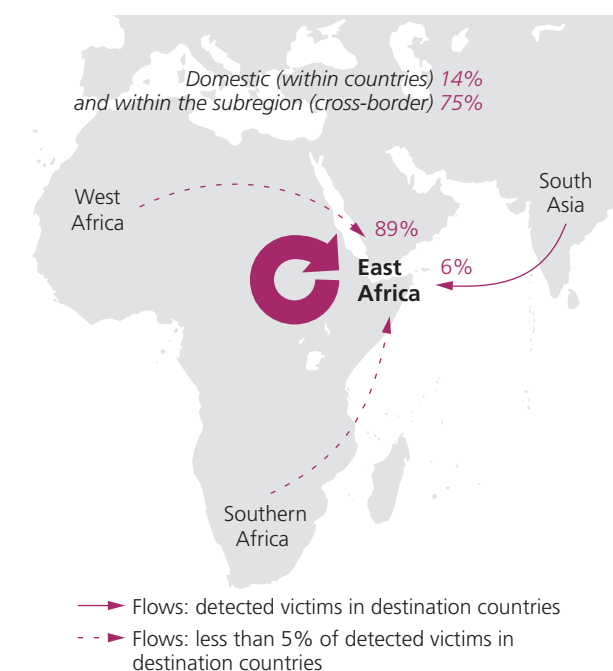 Domestic (within countries) 14%
and within the subregion (cross-border) 75%
West
Africa
South
Asia
89%
East
Africa
6%
Southern
Africa
Flows: detected victims in destination countries
Flows: less than 5% of detected victims in
destination countries